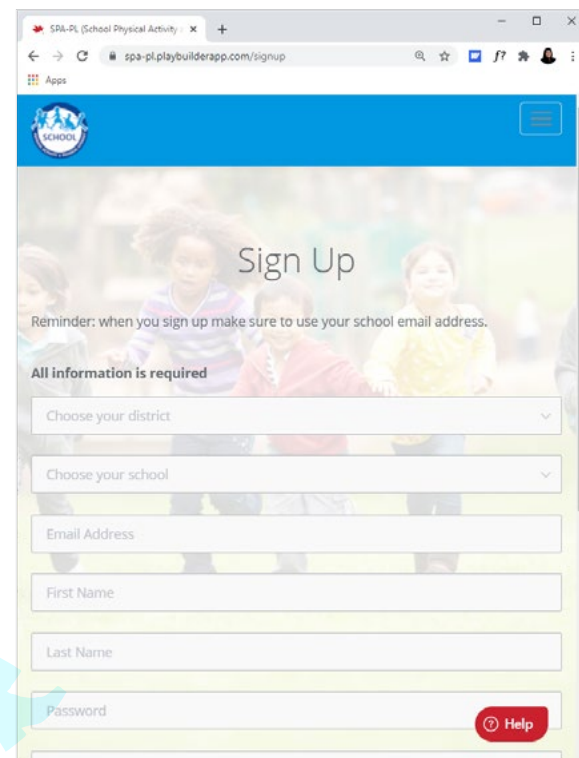 SPA-PL (School Physical Activity
spa-pl.playbuilderapp.com/signup
f?
Apps
SCHOOL
Sign Up
Reminder: when you sign up make sure to use your school email address.
All information is required
Choose your district
Choose your school
Email Address
First Name
Last Name
Password
Help